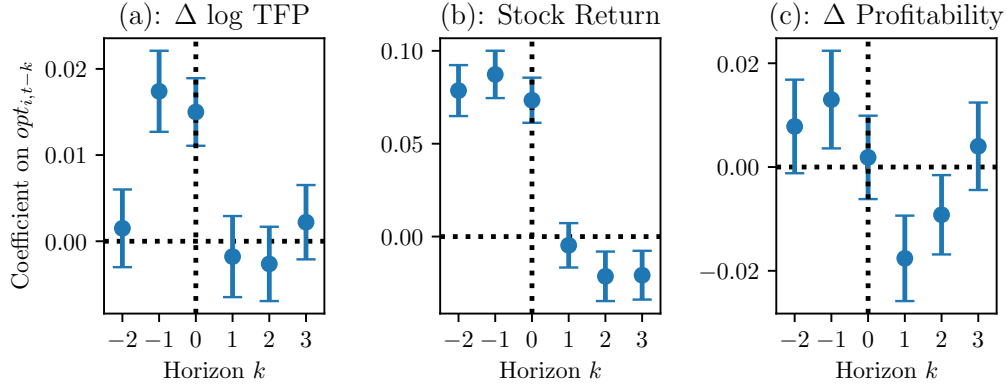 (a): Δ log TFP
(b): Stock Return
(c): Δ Profitability
Coefficient on opt_{i,t−k}
0.02
0.01
0.00
−2 −1 0 1 2 3
Horizon k
0.10
0.05
0.00
−2 −1 0 1 2 3
Horizon k
0.02
0.00
−0.02
−2 −1 0 1 2 3
Horizon k